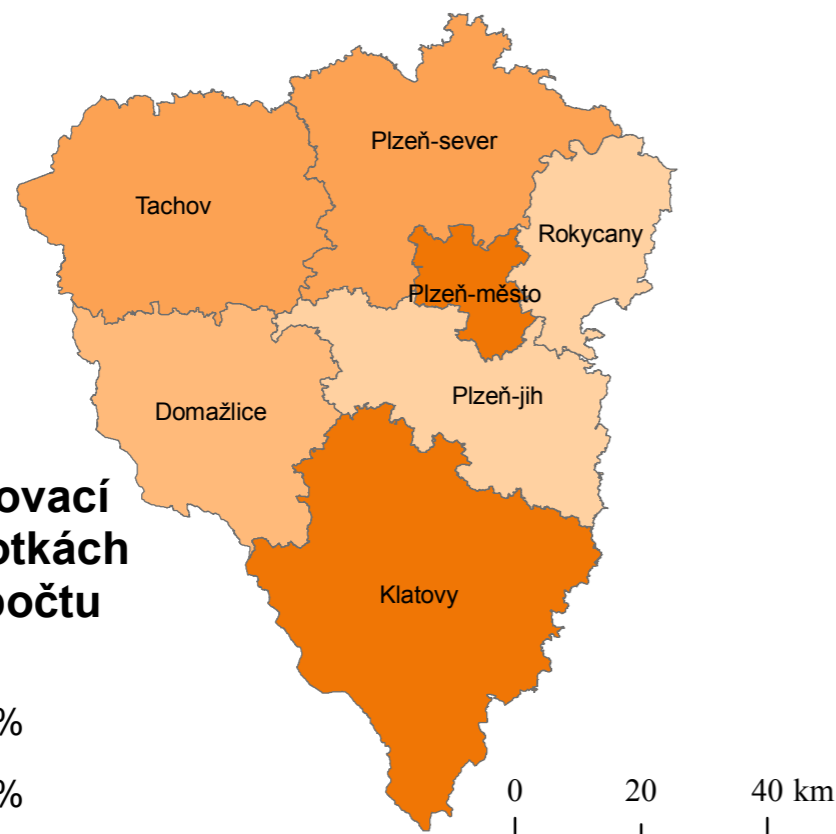 Plzeň-sever
Tachov
Rokycany
Plzeň-město
Plzeň-jih
Domažlice
Klatovy
ovací
otkách
počtu
%
%
0 20 40 km